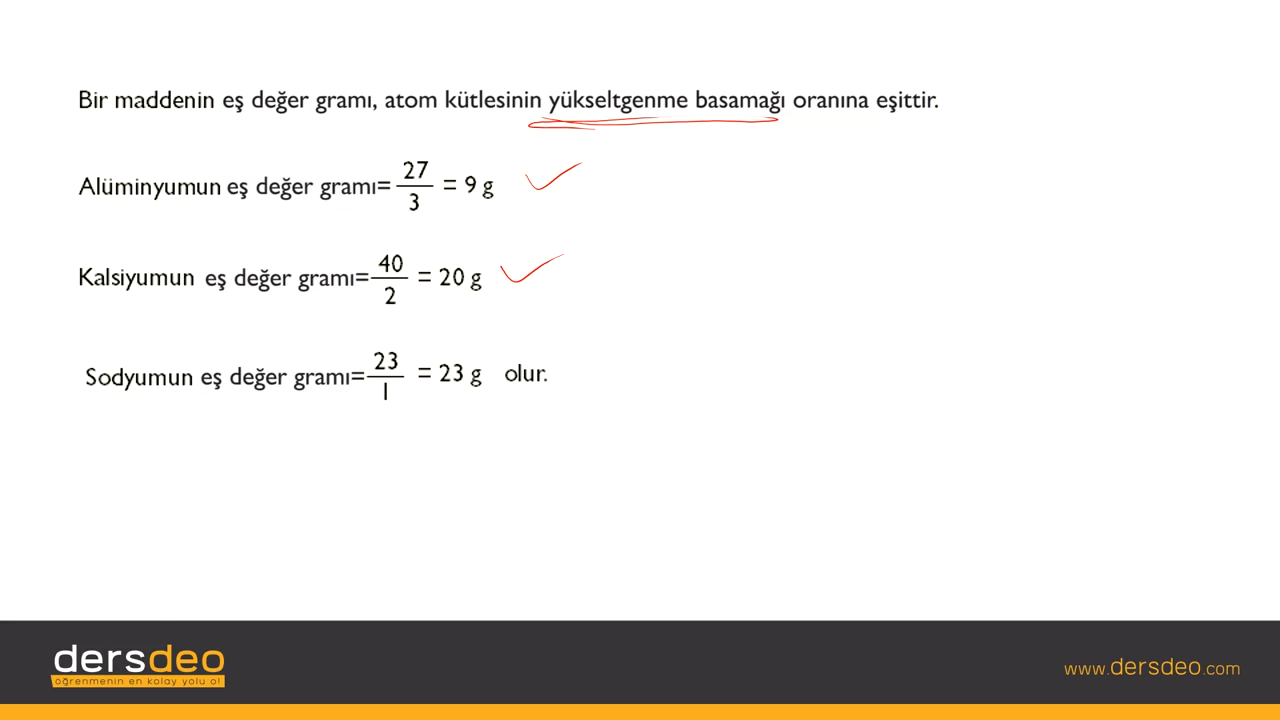 Bir maddenin eş değer gramı, atom kütlesinin yükseltgenme basamağı oranına eşittir.
Alüminyumun eş değer gramı= 27/3 = 9 g
Kalsiyumun eş değer gramı= 40/2 = 20 g
Sodyumun eş değer gramı= 23/1 = 23 g olur.
dersdeo
öğrenmenin en kolay yolu o!
www.dersdeo.com